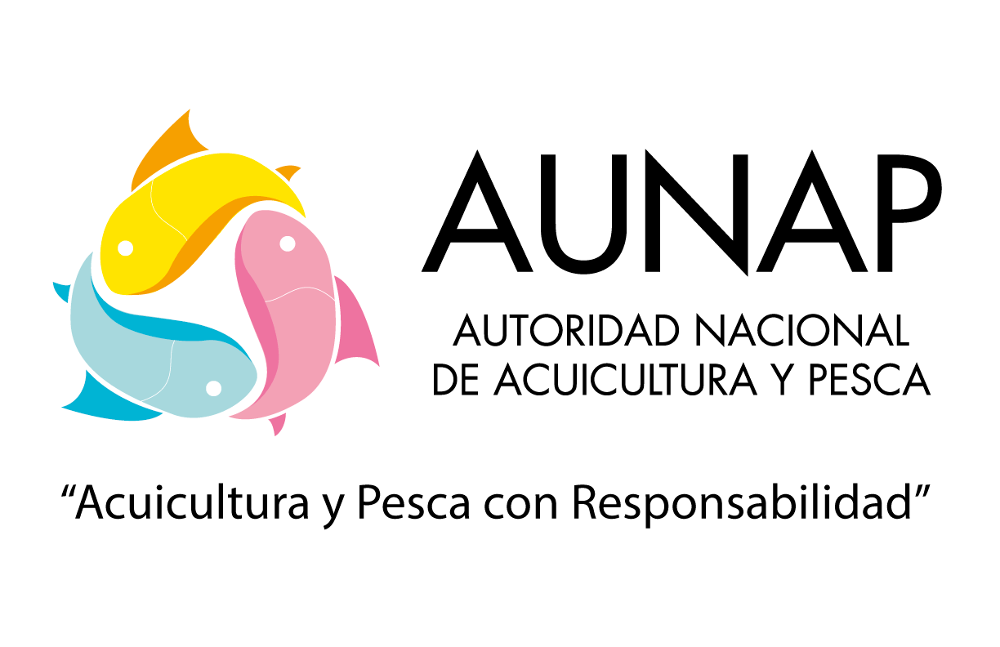 AUNAP
AUTORIDAD NACIONAL
DE ACUICULTURA Y PESCA
“Acuicultura y Pesca con Responsabilidad”